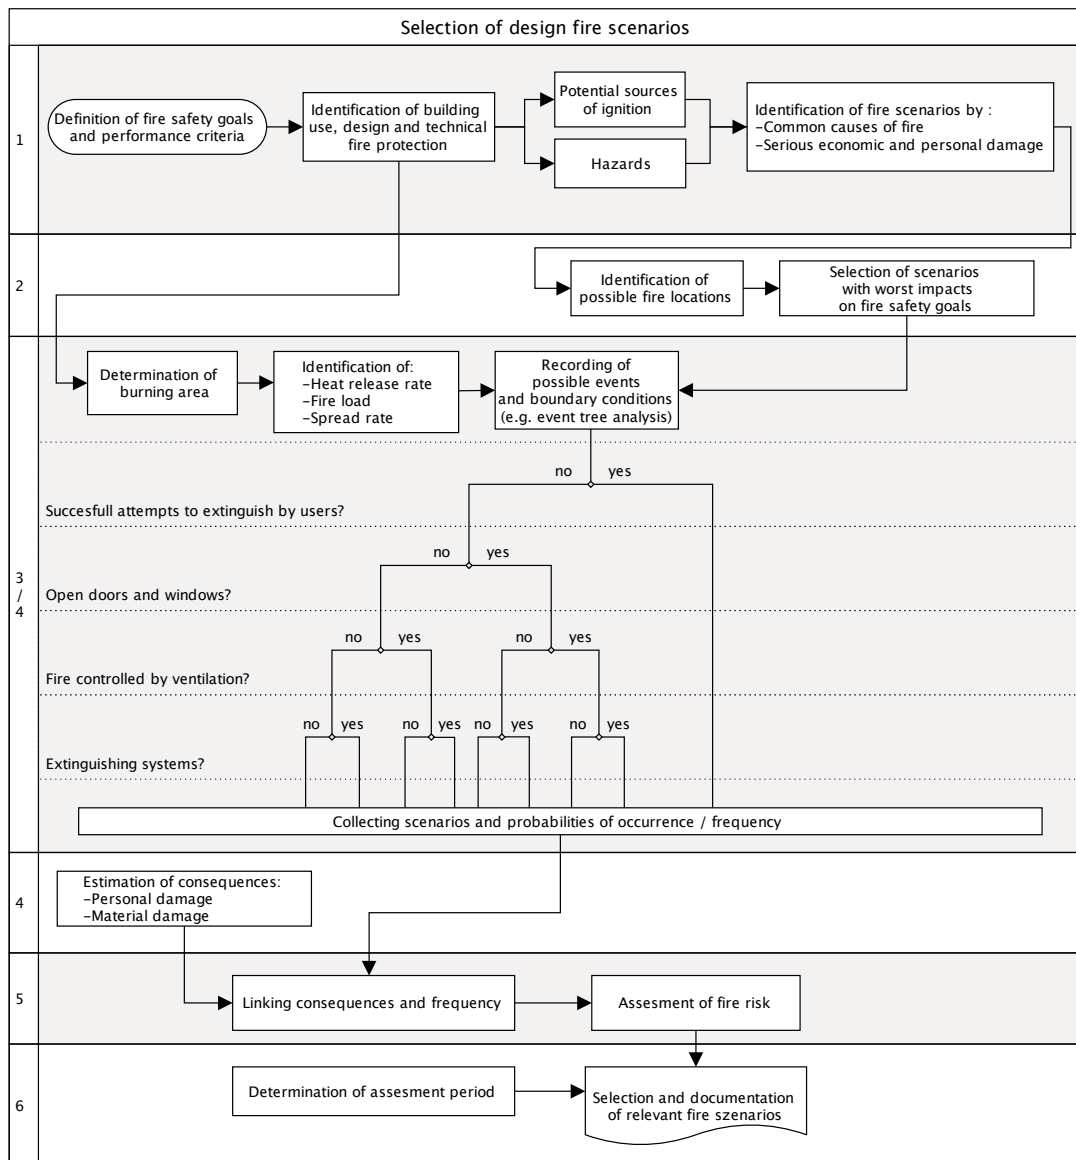 Selection of design fire scenarios
1
Definition of fire safety goals
and performance criteria
Identification of building
use, design and technical
fire protection
Potential sources
of ignition
Hazards
Identification of fire scenarios by :
-Common causes of fire
-Serious economic and personal damage
2
Identification of
possible fire locations
Selection of scenarios
with worst impacts
on fire safety goals
3
/
4
Determination of
burning area
Identification of:
-Heat release rate
-Fire load
-Spread rate
Recording of
possible events
and boundary conditions
(e.g. event tree analysis)
no yes
Succesfull attempts to extinguish by users?
no yes
Open doors and windows?
no yes no yes
Fire controlled by ventilation?
no yes no yes no yes no yes
Extinguishing systems?
Collecting scenarios and probabilities of occurrence / frequency
4
Estimation of consequences:
-Personal damage
-Material damage
5
Linking consequences and frequency
Assesment of fire risk
6
Determination of assesment period
Selection and documentation
of relevant fire szenarios